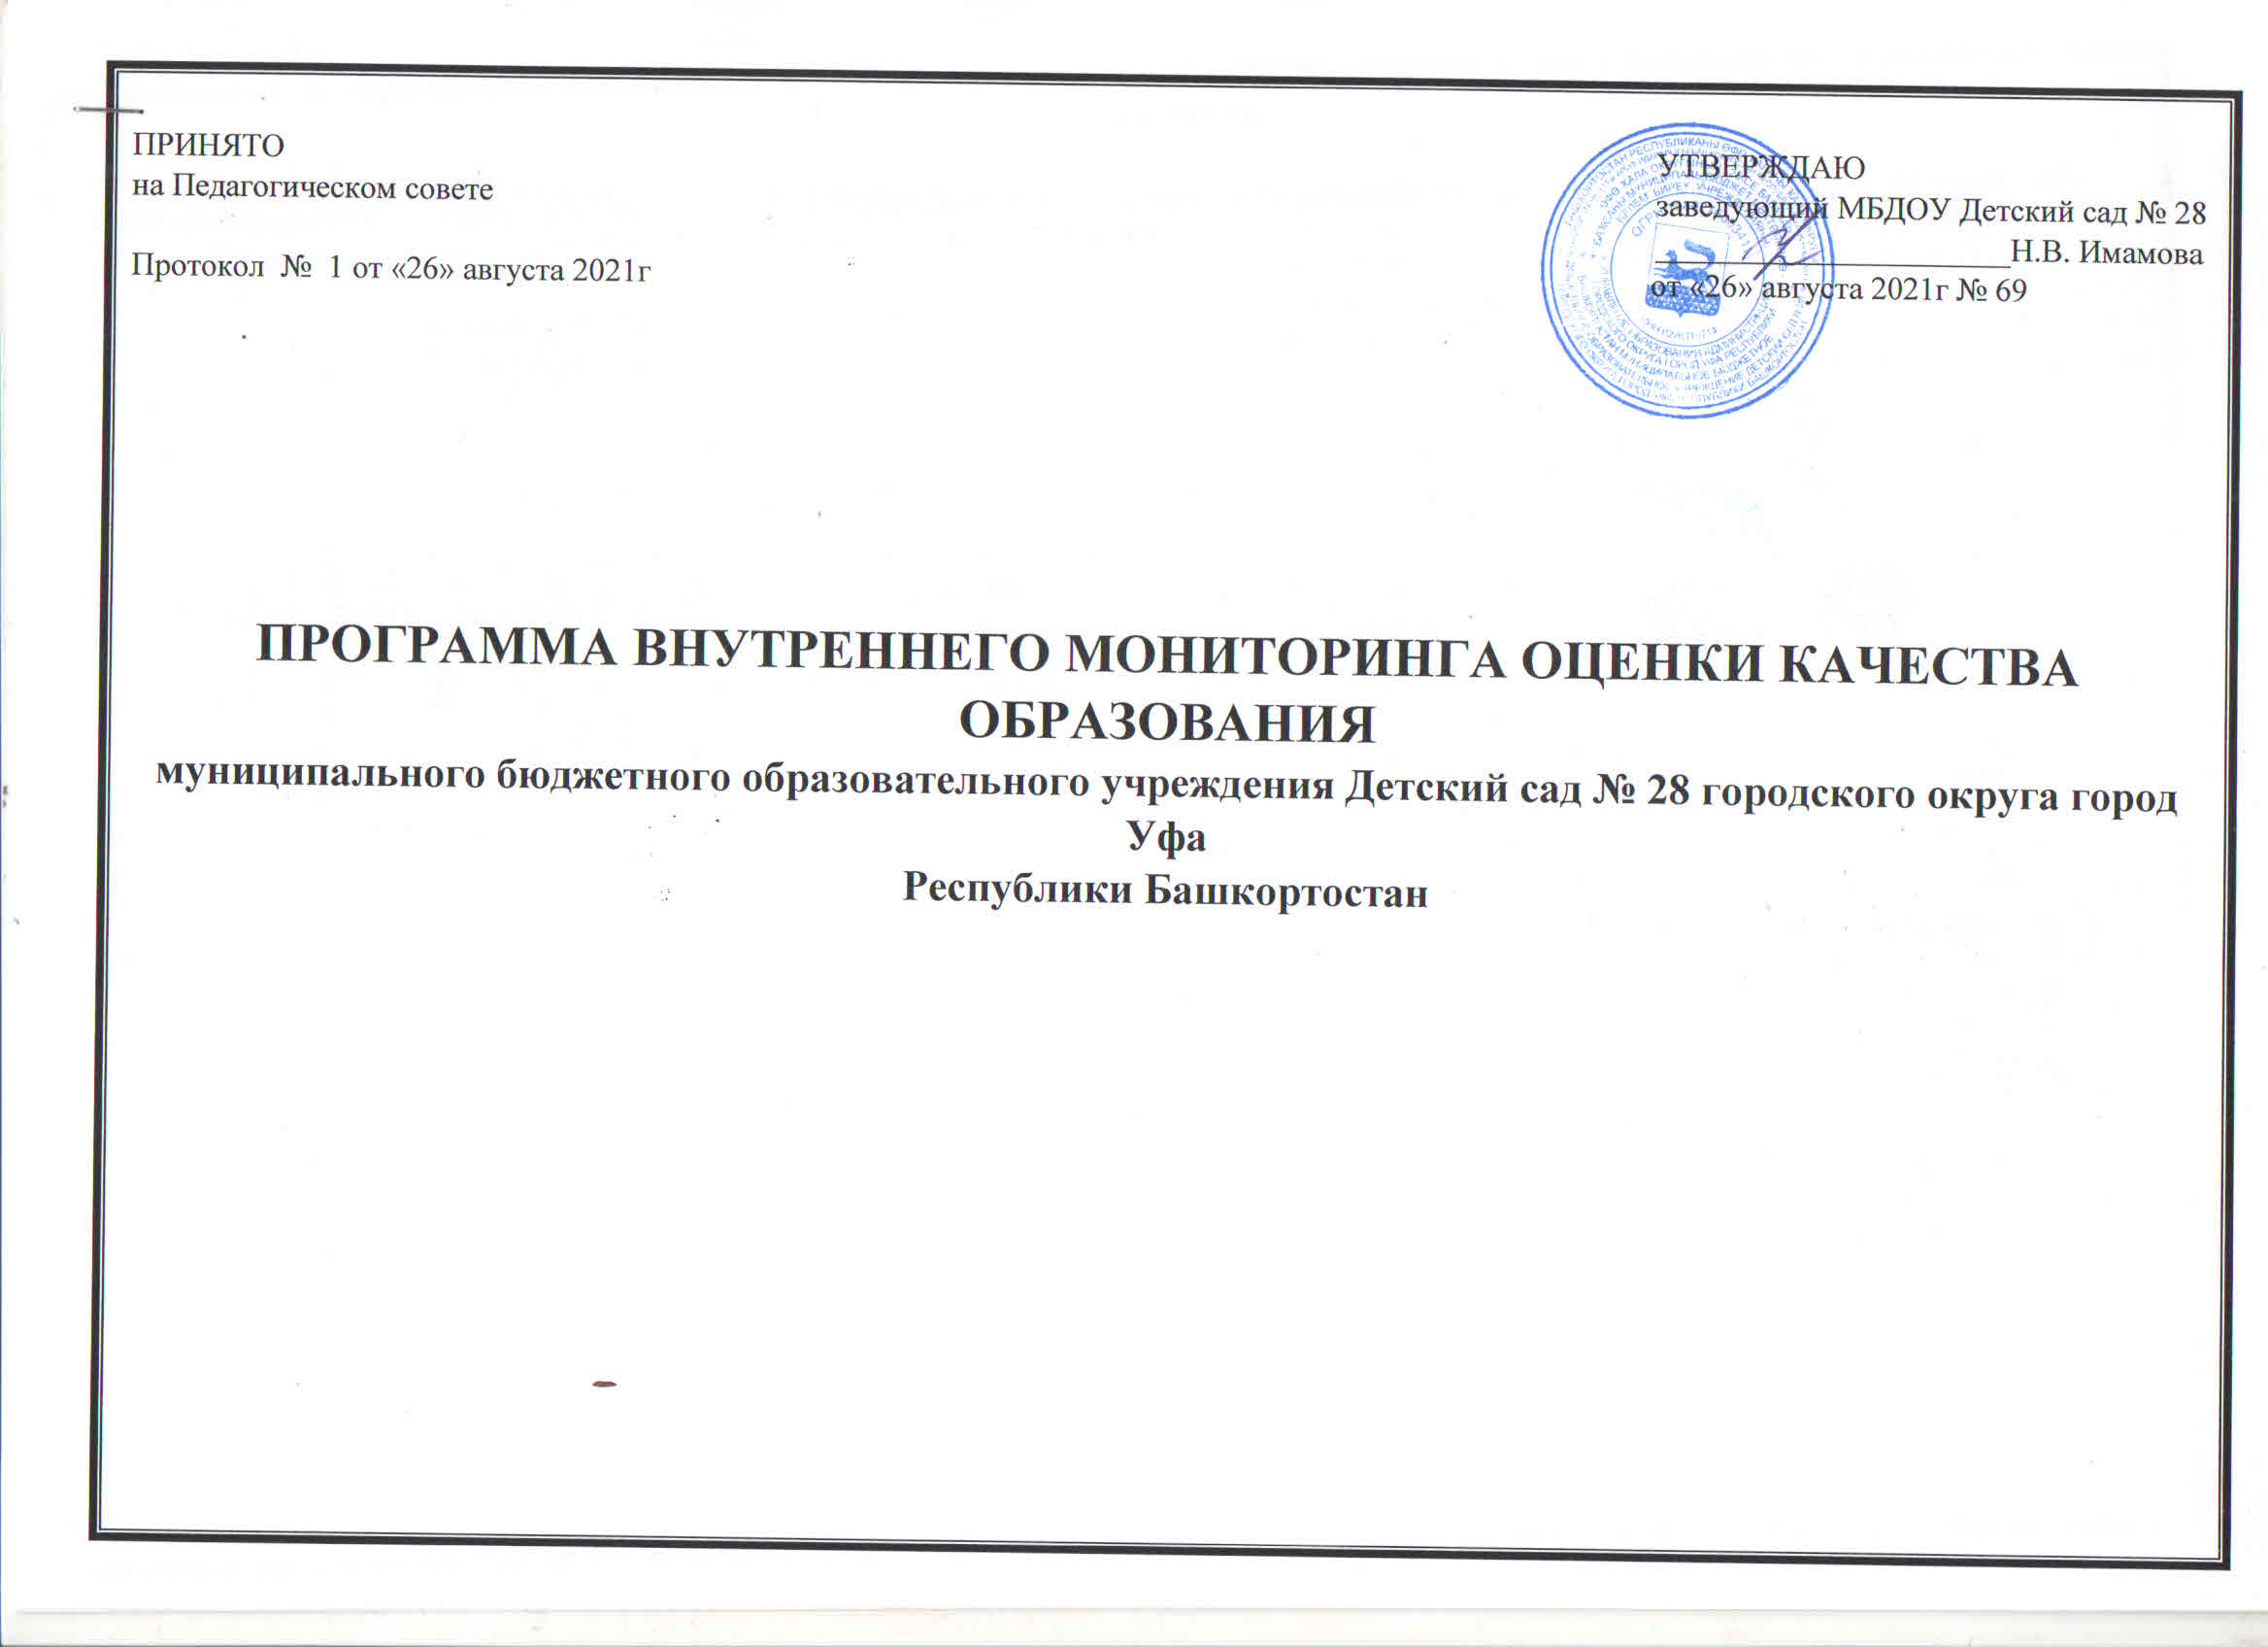 ПРИНЯТО
на Педагогическом совете
Протокол № 1 от «26» августа 2021г
УТВЕРЖДАЮ
заведующий МБДОУ Детский сад № 28
Н.В. Имамова
от «26» августа 2021г № 69
ПРОГРАММА ВНУТРЕННЕГО МОНИТОРИНГА ОЦЕНКИ КАЧЕСТВА
ОБРАЗОВАНИЯ
муниципального бюджетного образовательного учреждения Детский сад № 28 городского округа город
Уфа
Республики Башкортостан